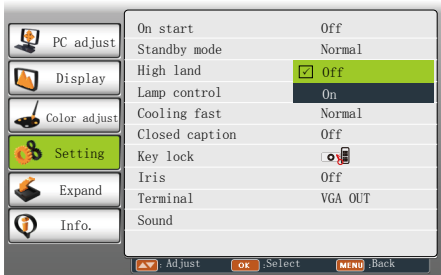 PC adjust
Display
Color adjust
Setting
Expand
Info.
On start Off
Standby mode Normal
High land Off
Lamp control On
Cooling fast Normal
Closed caption Off
Key lock
Iris Off
Terminal VGA OUT
Sound
: Adjust OK :Select MENU :Back